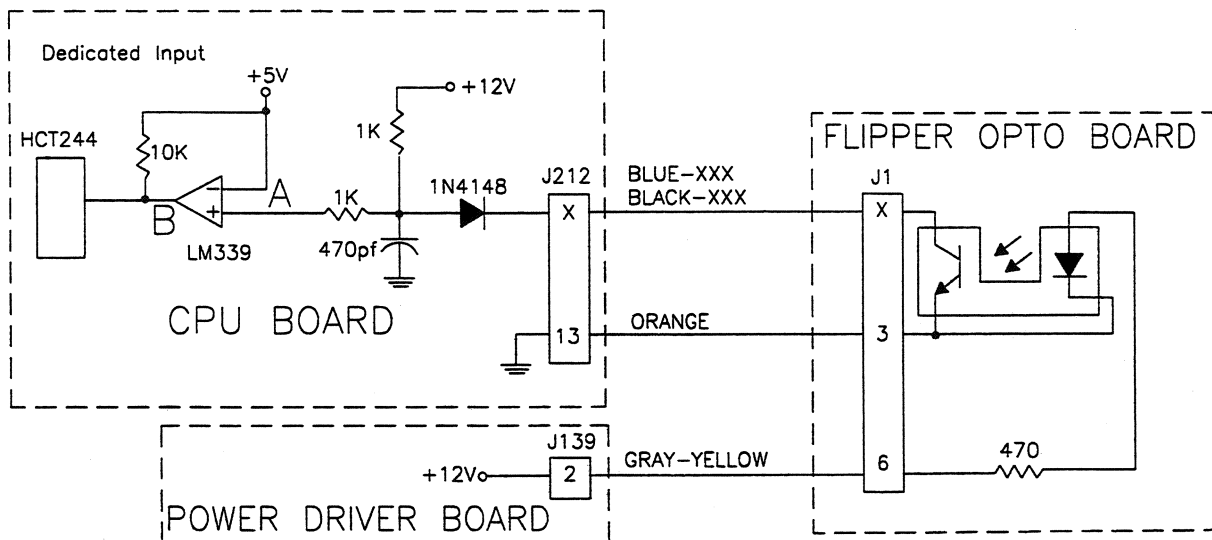 Dedicated Input
+5V
+12V
HCT244
10K
1K
A
B
−
+
LM339
1K
470pf
1N4148
J212
X
13
CPU BOARD
BLUE-XXX
BLACK-XXX
ORANGE
FLIPPER OPTO BOARD
J1
X
3
6
470
J139
+12V
2
GRAY-YELLOW
POWER DRIVER BOARD